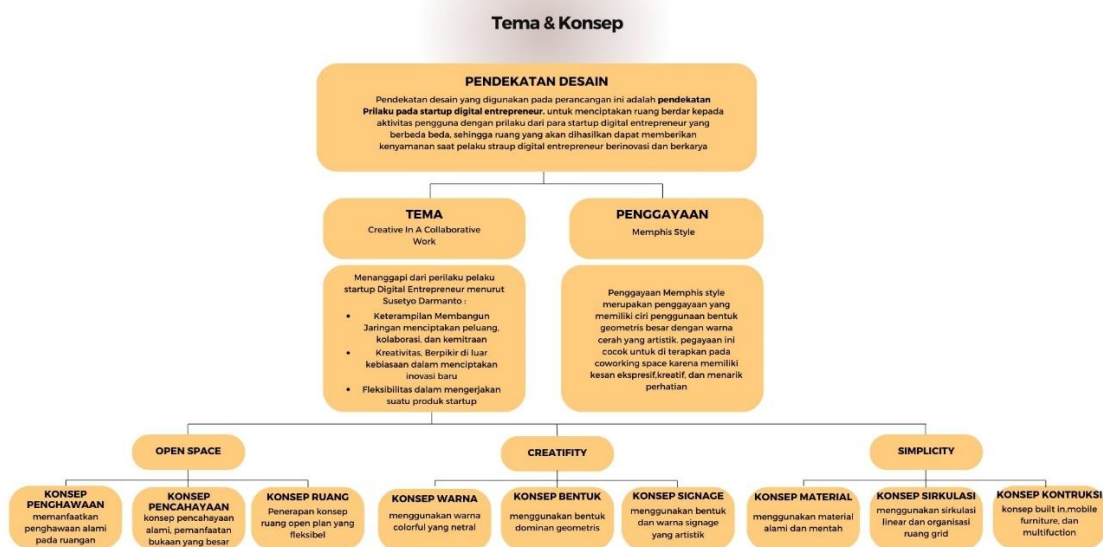 Tema & Konsep
PENDEKATAN DESAIN
Pendekatan desain yang digunakan pada perancangan ini adalah pendekatan
Prilaku pada startup digital entrepreneur. untuk menciptakan ruang berdar kepada
aktivitas pengguna dengan prilaku dari para startup digital entrepreneur yang
berbeda beda, sehingga ruang yang akan dihasilkan dapat memberikan
kenyamanan saat pelaku straup digital entrepreneur berinovasi dan berkarya
TEMA
Creative In A Collaborative
Work
PENGGAYAAN
Memphis Style
Menanggapi dari perilaku pelaku
startup Digital Entrepreneur menurut
Susetyo Darmanto :
• Keterampilan Membangun
Jaringan menciptakan peluang,
kolaborasi, dan kemitraan
• Kreativitas, Berpikir di luar
kebiasaan dalam menciptakan
inovasi baru
• Fleksibilitas dalam mengerjakan
suatu produk startup
Penggayaan Memphis style
merupakan penggayaan yang
memiliki ciri penggunaan bentuk
geometris besar dengan warna
cerah yang artistik. pegayaan ini
cocok untuk di terapkan pada
coworking space karena memiliki
kesan ekspresif,kreatif, dan menarik
perhatian
OPEN SPACE
CREATIFITY
SIMPLICITY
KONSEP
PENGHAWAAN
memanfaatkan
penghawaan alami
pada ruangan
KONSEP
PENCAHAYAAN
konsep pencahayaan
alami, pemanfaatan
bukaan yang besar
KONSEP RUANG
Penerapan konsep
ruang open plan yang
fleksibel
KONSEP WARNA
menggunakan warna
colorful yang netral
KONSEP BENTUK
menggunakan bentuk
dominan geometris
KONSEP SIGNAGE
menggunakan bentuk
dan warna signage
yang artistik
KONSEP MATERIAL
menggunakan material
alami dan mentah
KONSEP SIRKULASI
menggunakan sirkulasi
linear dan organisasi
ruang grid
KONSEP KONTRUKSI
konsep built in,mobile
furniture, dan
multifuction